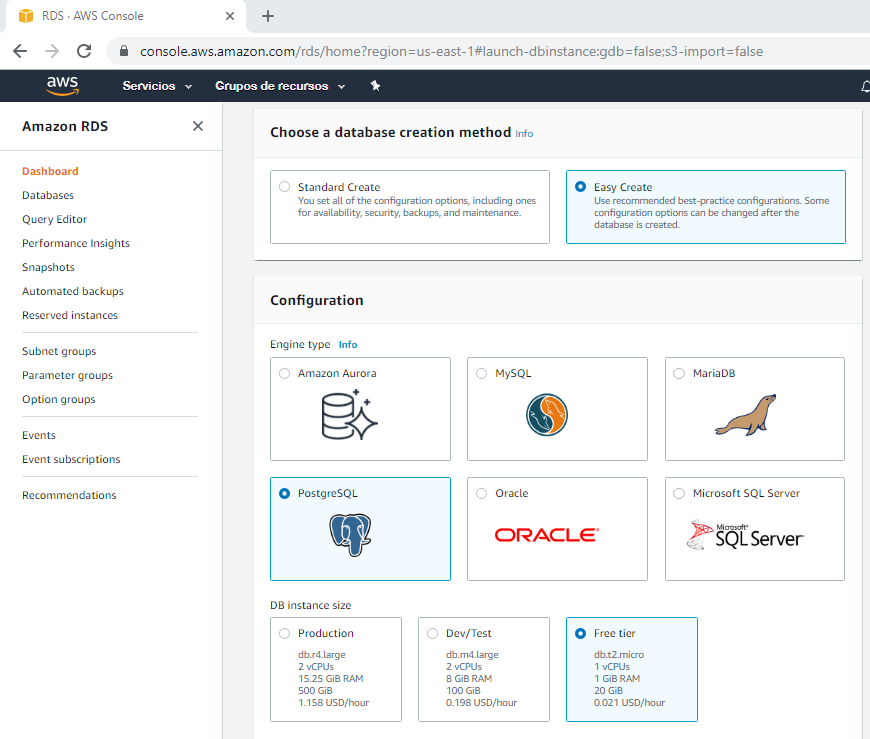 RDS · AWS Console
console.aws.amazon.com/rds/home?region=us-east-1#launch-dbinstance:gdb=false;s3-import=false
aws
Servicios
Grupos de recursos
Amazon RDS
Dashboard
Databases
Query Editor
Performance Insights
Snapshots
Automated backups
Reserved instances
Subnet groups
Parameter groups
Option groups
Events
Event subscriptions
Recommendations
Choose a database creation method Info
Standard Create
You set all of the configuration options, including ones
for availability, security, backups, and maintenance.
Easy Create
Use recommended best-practice configurations. Some
configuration options can be changed after the
database is created.
Configuration
Engine type Info
Amazon Aurora
MySQL
MariaDB
PostgreSQL
Oracle
ORACLE®
Microsoft SQL Server
Microsoft®
SQL Server
DB instance size
Production
db.r4.large
2 vCPUs
15.25 GiB RAM
500 GiB
1.158 USD/hour
Dev/Test
db.m4.large
2 vCPUs
8 GiB RAM
100 GiB
0.198 USD/hour
Free tier
db.t2.micro
1 vCPUs
1 GiB RAM
20 GiB
0.021 USD/hour